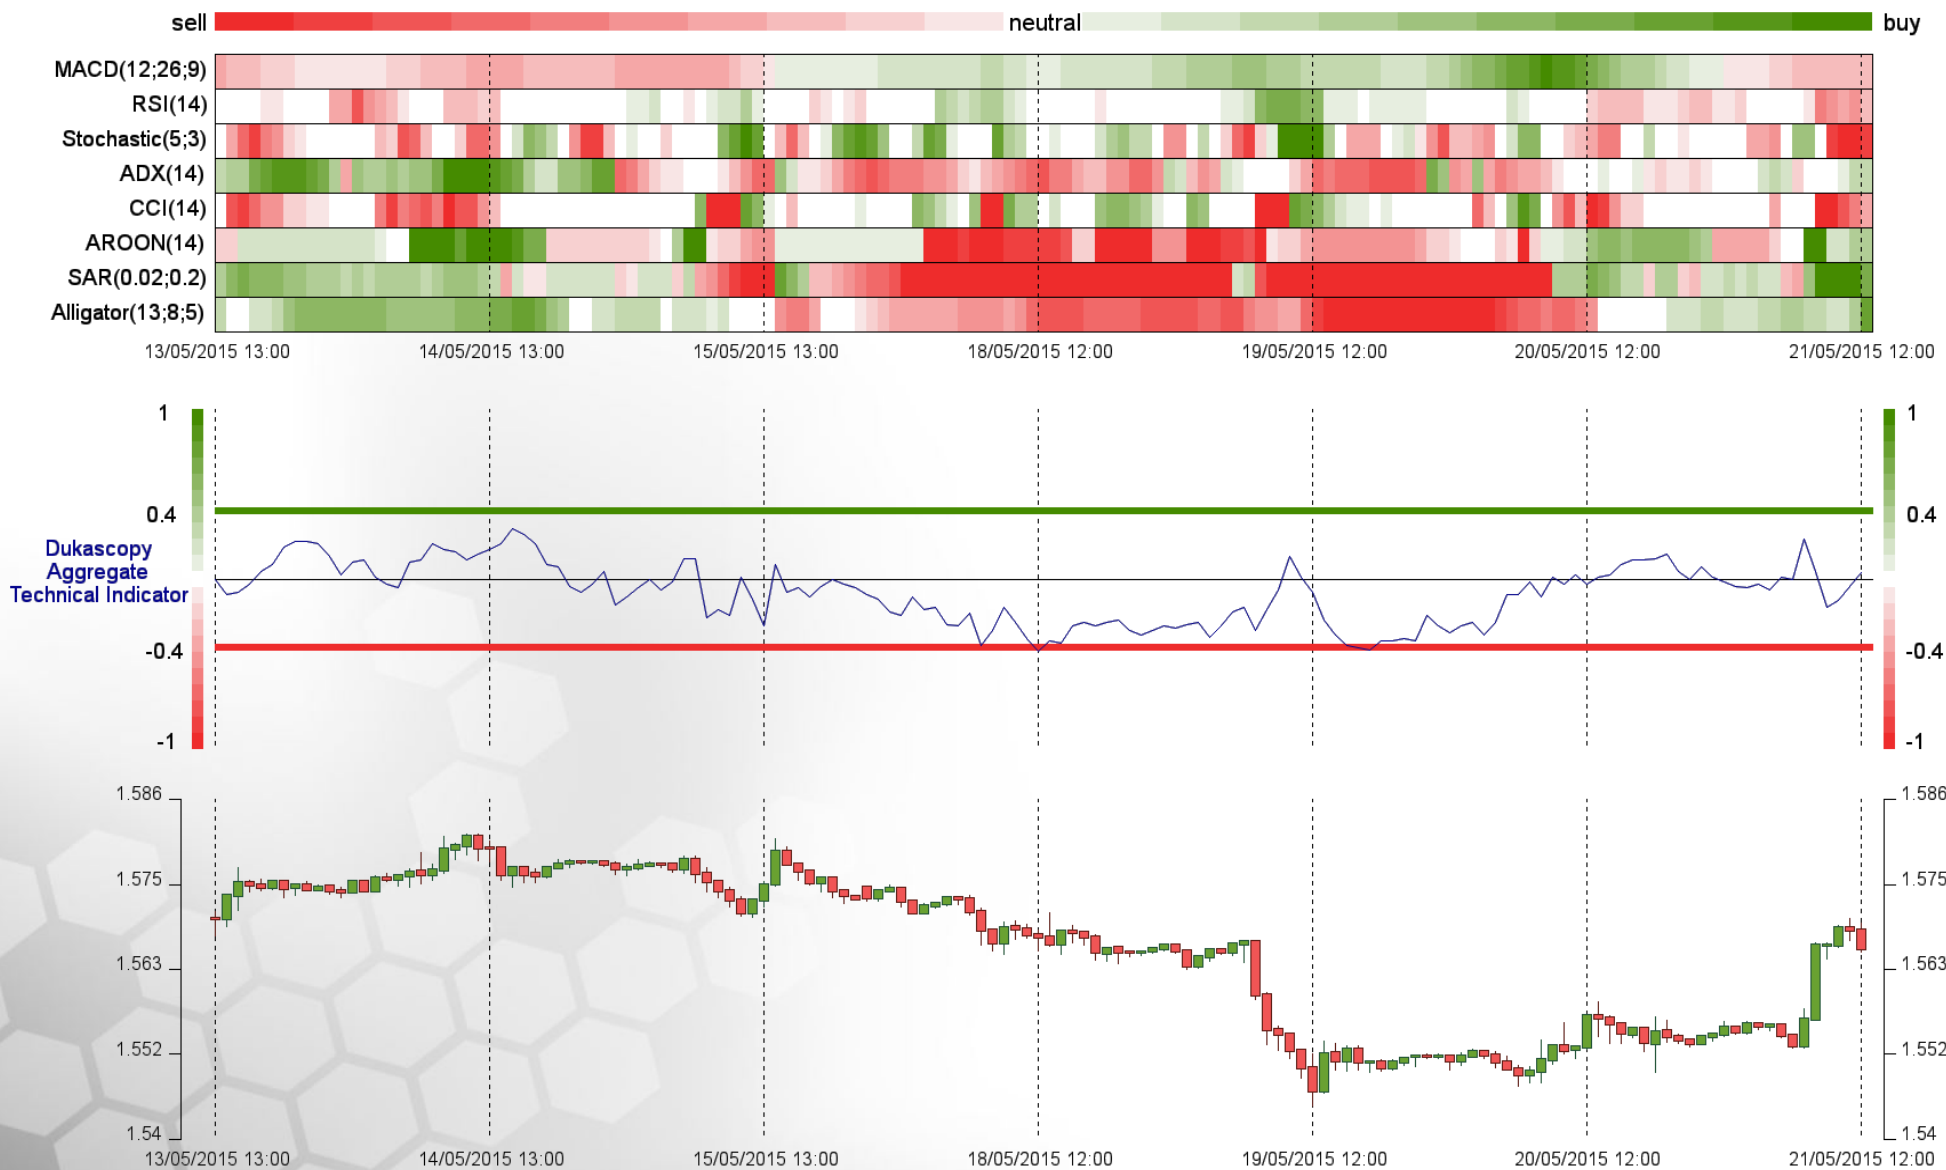 sell neutral buy
MACD(12;26;9)
RSI(14)
Stochastic(5;3)
ADX(14)
CCI(14)
AROON(14)
SAR(0.02;0.2)
Alligator(13;8;5)
13/05/2015 13:00 14/05/2015 13:00 15/05/2015 13:00 18/05/2015 12:00 19/05/2015 12:00 20/05/2015 12:00 21/05/2015 12:00
1 1
0.4 0.4
Dukascopy
Aggregate
Technical Indicator
-0.4 -0.4
-1 -1
1.586 1.586
1.575 1.575
1.563 1.563
1.552 1.552
1.54 1.54
13/05/2015 13:00 14/05/2015 13:00 15/05/2015 13:00 18/05/2015 12:00 19/05/2015 12:00 20/05/2015 12:00 21/05/2015 12:00